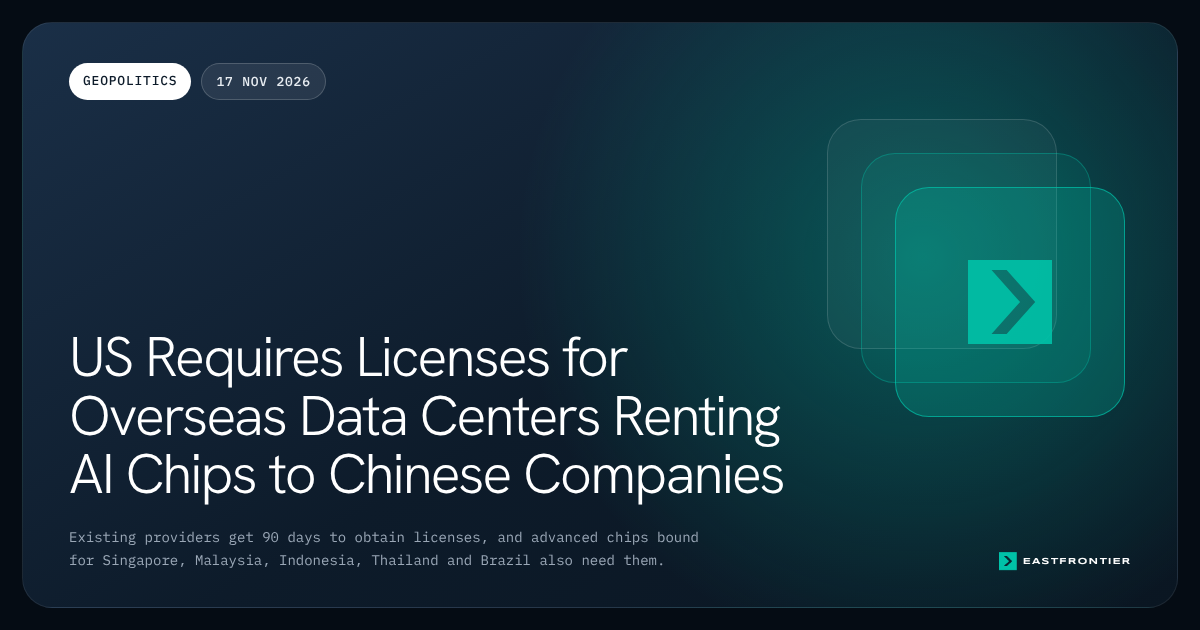 GEOPOLITICS
17 NOV 2026
US Requires Licenses for
Overseas Data Centers Renting
AI Chips to Chinese Companies
Existing providers get 90 days to obtain licenses, and advanced chips bound
for Singapore, Malaysia, Indonesia, Thailand and Brazil also need them.
EASTFRONTIER